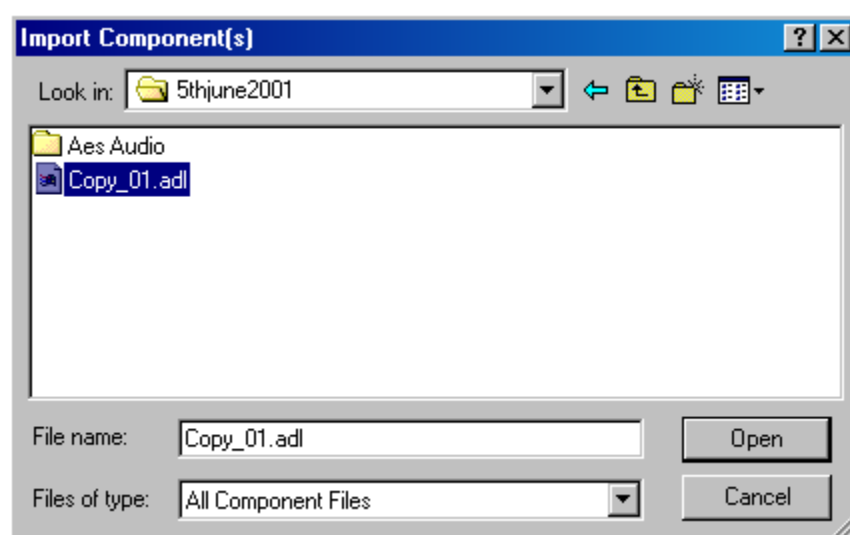 Import Component(s)
Look in: 5thjune2001
Aes Audio
Copy_01.adl
File name: Copy_01.adl Open
Files of type: All Component Files Cancel